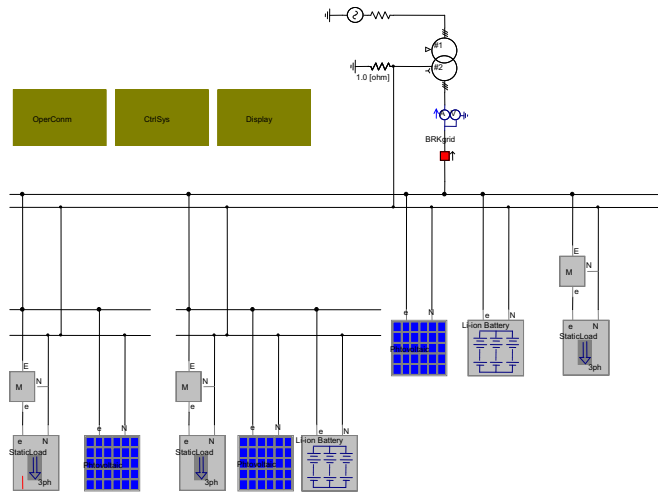 #1
#2
1.0 [ohm]
A V
OperConm
CtrlSys
Display
BRKgrid
E
M
N
e
e
N
e
N
e
N
Li-ion Battery
StaticLoad
3ph
E
M
N
e
E
M
N
e
e
N
e
N
e
N
e
N
e
N
StaticLoad
3ph
StaticLoad
3ph
Li-ion Battery